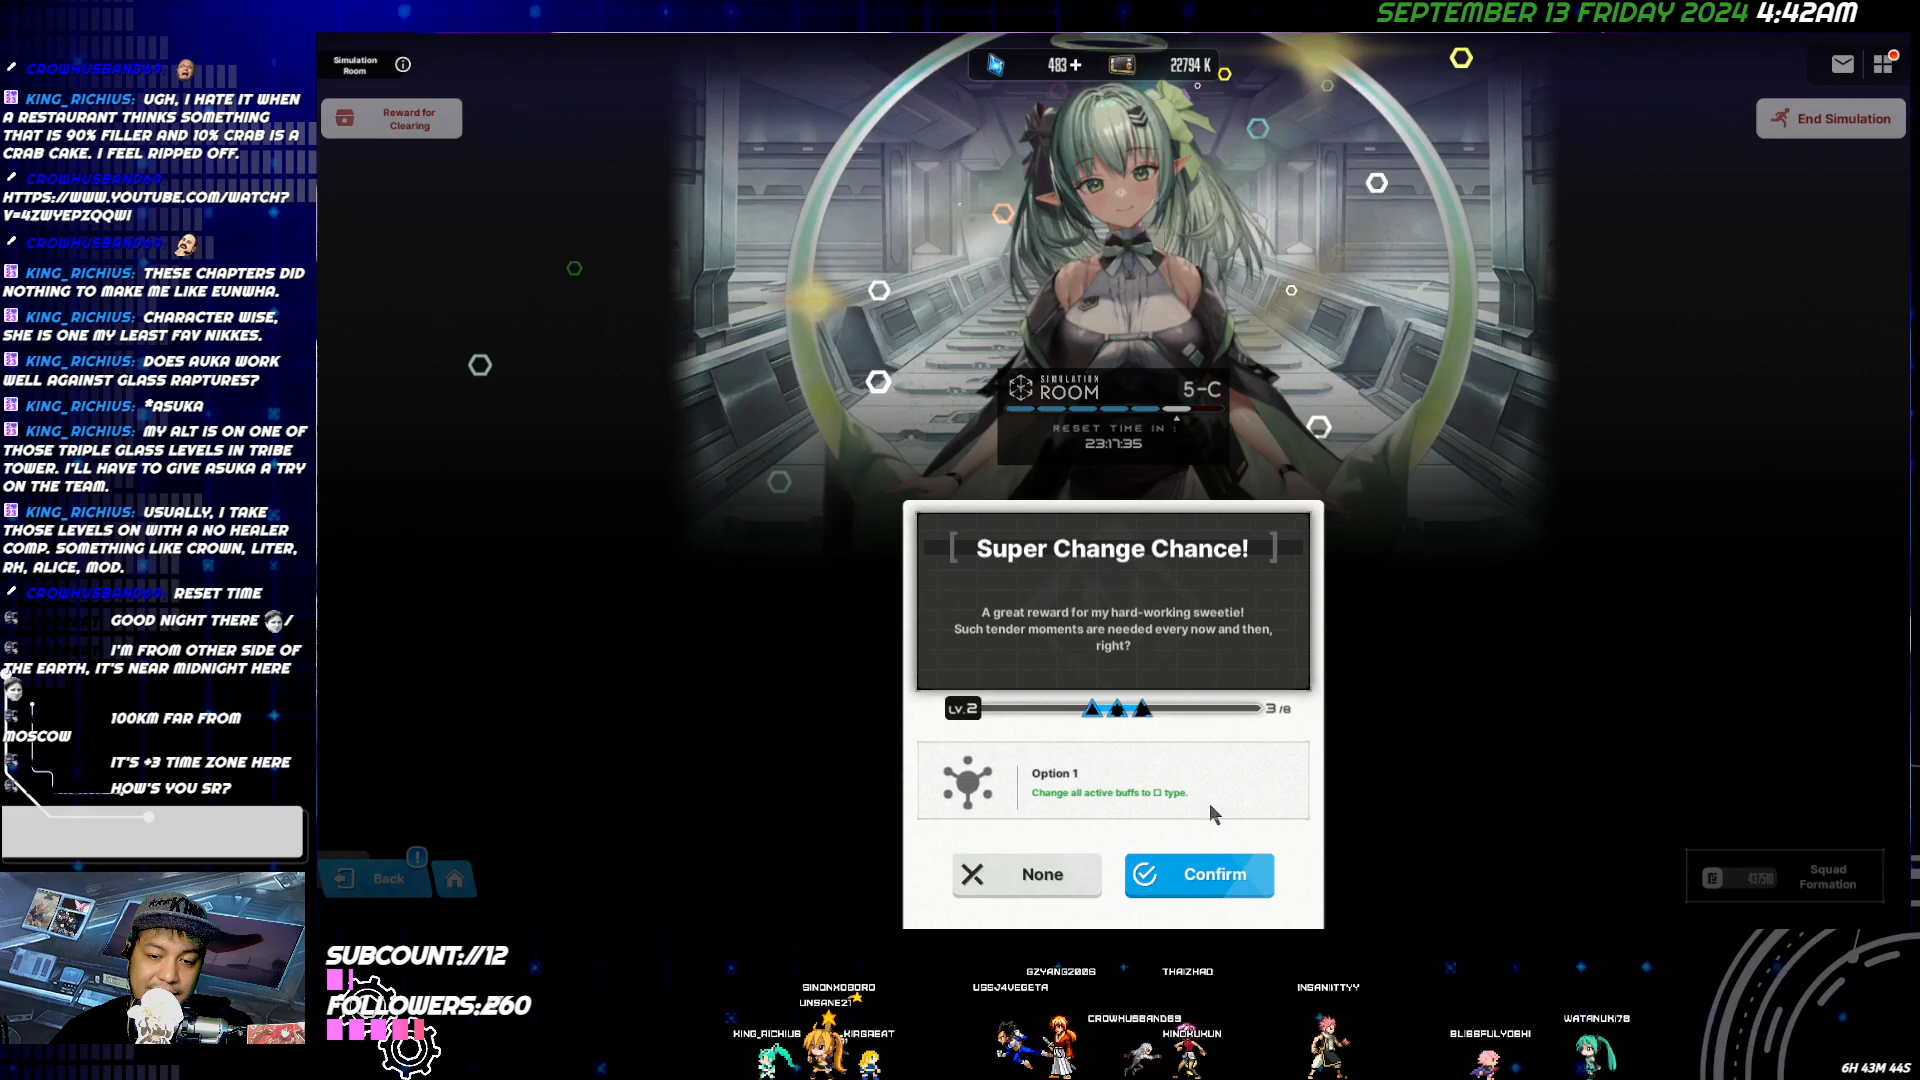 SEPTEMBER 13 FRIDAY 2024 4:42AM
CROWHUSBAND69:
KING_RICHIUS: UGH, I HATE IT WHEN
A RESTAURANT THINKS SOMETHING
THAT IS 90% FILLER AND 10% CRAB IS A
CRAB CAKE. I FEEL RIPPED OFF.
CROWHUSBAND69:
HTTPS://WWW.YOUTUBE.COM/WATCH?
V=4ZWYEPZQQWI
CROWHUSBAND69:
KING_RICHIUS: THESE CHAPTERS DID
NOTHING TO MAKE ME LIKE EUNWHA.
KING_RICHIUS: CHARACTER WISE,
SHE IS ONE MY LEAST FAV NIKKES.
KING_RICHIUS: DOES AUKA WORK
WELL AGAINST GLASS RAPTURES?
KING_RICHIUS: *ASUKA
KING_RICHIUS: MY ALT IS ON ONE OF
THOSE TRIPLE GLASS LEVELS IN TRIBE
TOWER. I'LL HAVE TO GIVE ASUKA A TRY
ON THE TEAM.
KING_RICHIUS: USUALLY, I TAKE
THOSE LEVELS ON WITH A NO HEALER
COMP. SOMETHING LIKE CROWN, LITER,
RH, ALICE, MOD.
CROWHUSBAND69: RESET TIME
GOOD NIGHT THERE /
I'M FROM OTHER SIDE OF
THE EARTH, IT'S NEAR MIDNIGHT HERE
100KM FAR FROM
MOSCOW
IT'S +3 TIME ZONE HERE
HOW'S YOU SR?
Simulation
Room
483+
22794 K
Reward for
Clearing
End Simulation
SIMULATION
ROOM 5-C
RESET TIME IN :
23:17:35
Super Change Chance!
A great reward for my hard-working sweetie!
Such tender moments are needed every now and then,
right?
LV.2
3/8
Option 1
Change all active buffs to □ type.
None
Confirm
Back
437510
Squad
Formation
SUBCOUNT://12
FOLLOWERS:260
GZYANG2006
THAIZHAO
SINONXOBORO
USSJ4VEGETA
INSANIITTYY
UNSANE21
CROWHUSBAND69
WATANUKI78
KING_RICHIUS
KIRGREAT
HINOKUKUN
BLISSFULYOSHI
6H 43M 44S